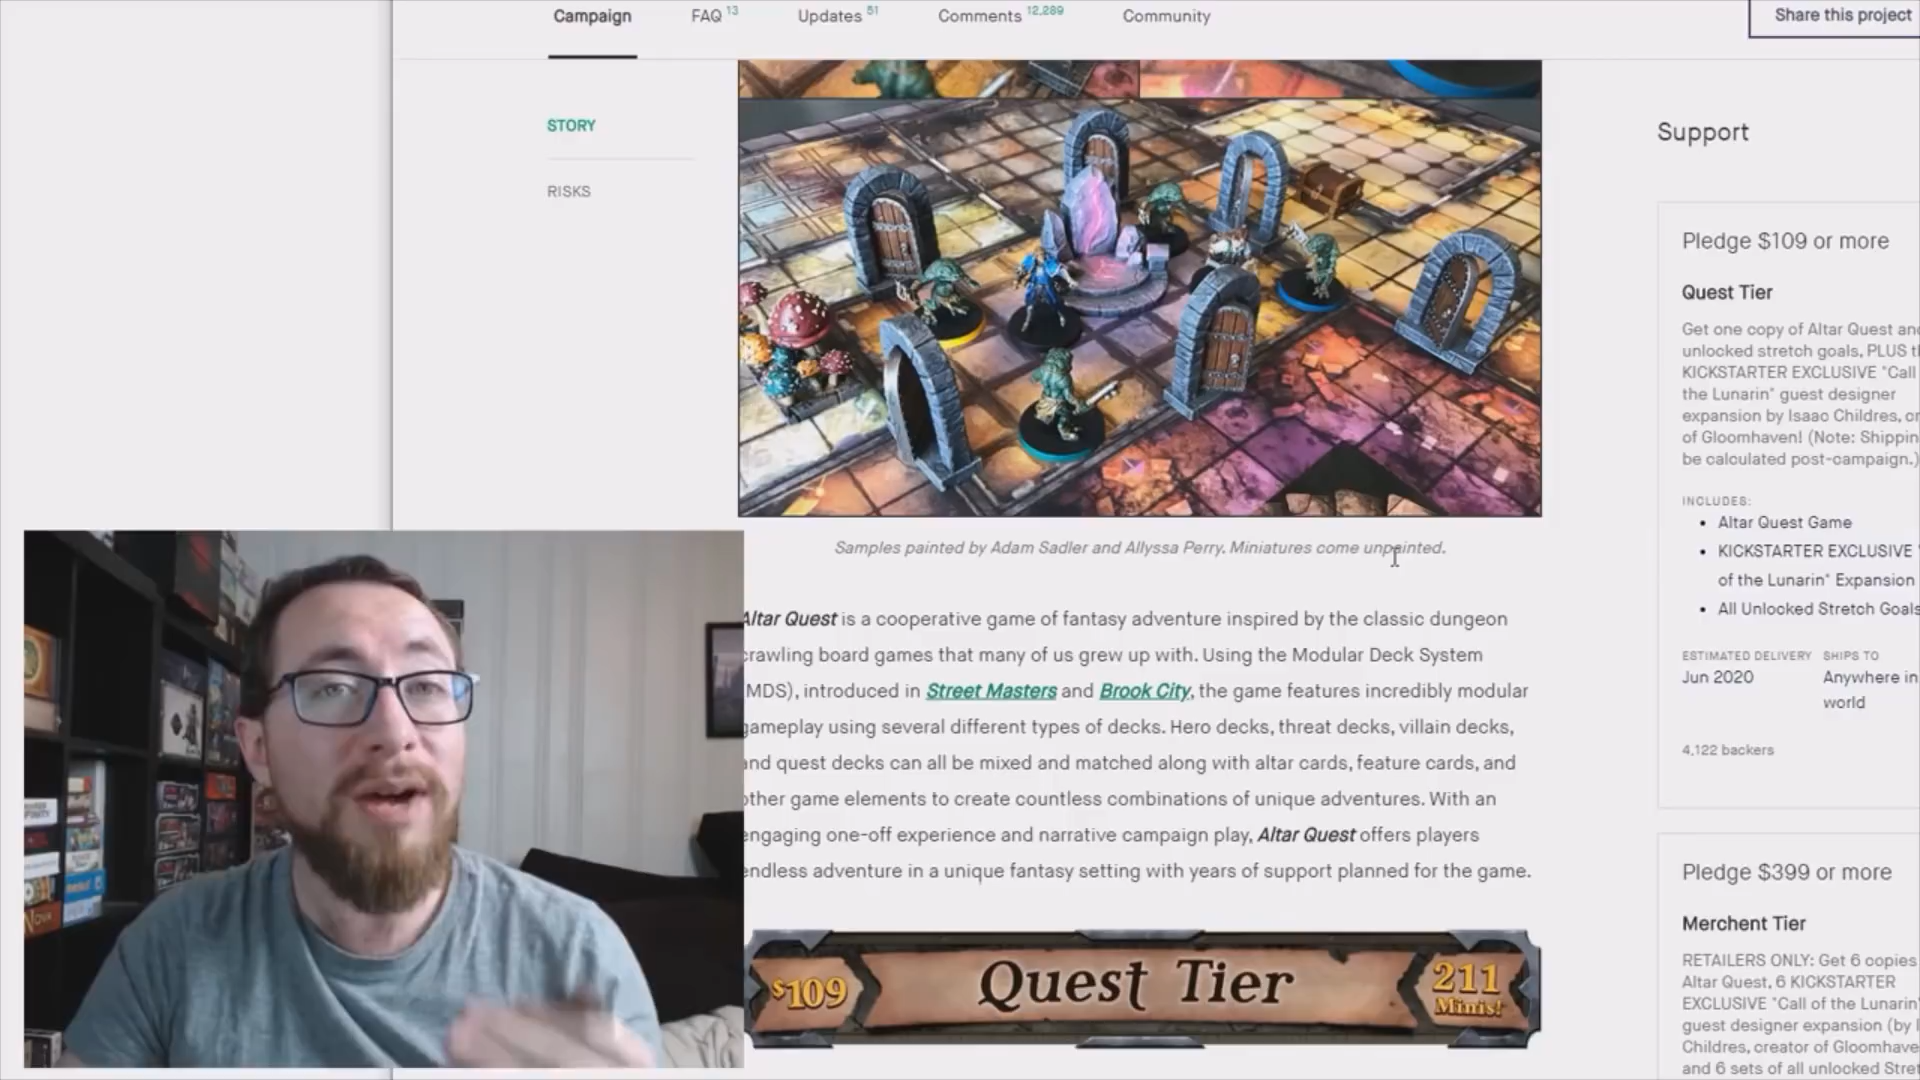 Campaign
FAQ 13
Updates 51
Comments 12,289
Community
Share this project
STORY
RISKS
Support
Pledge $109 or more
Quest Tier
Get one copy of Altar Quest and
unlocked stretch goals, PLUS
KICKSTARTER EXCLUSIVE "Call
the Lunarin" guest designer
expansion by Isaac Childres,
of Gloomhaven! (Note:
be calculated post-campaign.)
INCLUDES:
Altar Quest Game
KICKSTARTER EXCLUSIVE "
of the Lunarin" Expansion
All Unlocked Stretch Goals
ESTIMATED DELIVERY
Jun 2020
SHIPS TO
Anywhere in
world
4,122 backers
Samples painted by Adam Sadler and Allyssa Perry. Miniatures come unpainted.
Altar Quest is a cooperative game of fantasy adventure inspired by the classic dungeon
crawling board games that many of us grew up with. Using the Modular Deck System
(MDS), introduced in Street Masters and Brook City, the game features incredibly modular
gameplay using several different types of decks. Hero decks, threat decks, villain decks,
and quest decks can all be mixed and matched along with altar cards, feature cards, and
other game elements to create countless combinations of unique adventures. With an
engaging one-off experience and narrative campaign play, Altar Quest offers players
endless adventure in a unique fantasy setting with years of support planned for the game.
$109
Quest Tier
211
Minis!
Pledge $399 or more
Merchent Tier
RETAILERS ONLY: Get 6 copies
Altar Quest, 6 KICKSTARTER
EXCLUSIVE "Call of the Lunarin"
guest designer expansion (by
Childres, creator of
and 6 sets of all unlocked